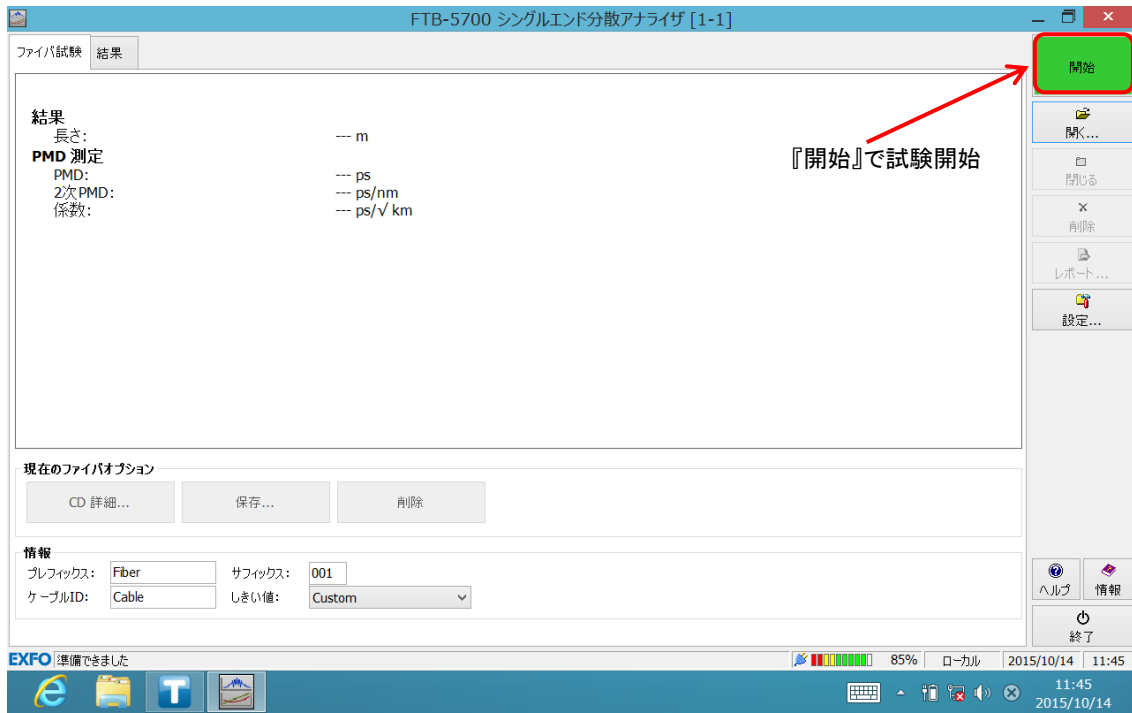 FTB-5700 シングルエンド分散アナライザ [1-1]
ファイバ試験 結果
開始
結果
長さ: --- m
PMD 測定
PMD: --- ps
2次 PMD: --- ps/nm
係数: --- ps/√ km
『開始』で試験開始
開く...
閉じる
削除
レポート...
設定...
現在のファイバオプション
CD 詳細... 保存... 削除
情報
プレフィックス: Fiber サフィックス: 001
ケーブルID: Cable しきい値: Custom
ヘルプ 情報
終了
EXFO 準備できました 85% ローカル 2015/10/14 11:45
11:45
2015/10/14